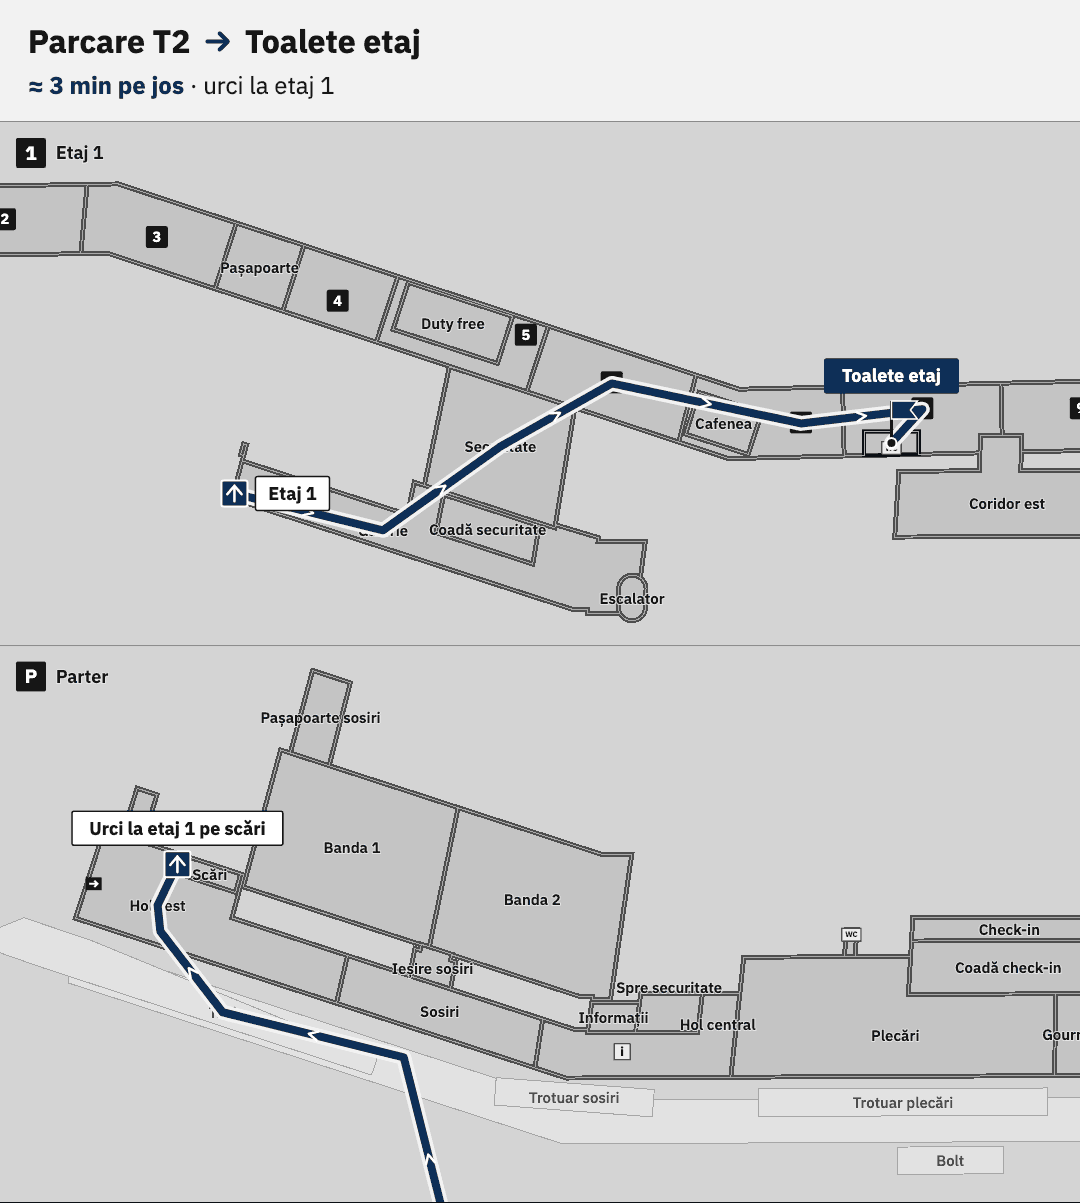 Parcare T2 → Toalete etaj
≈ 3 min pe jos · urci la etaj 1
1 Etaj 1
2
3
Pașapoarte
4
Duty free
5
Toalete etaj
Cafenea
Etaj 1
Coadă securitate
Coridor est
Escalator
P Parter
Pașapoarte sosiri
Urci la etaj 1 pe scări
Banda 1
Scări
Banda 2
WC
Check-in
Coadă check-in
Iesire sosiri
Spre securitate
Sosiri
Informatii
Hol central
Plecări
i
Trotuar sosiri
Trotuar plecări
Bolt